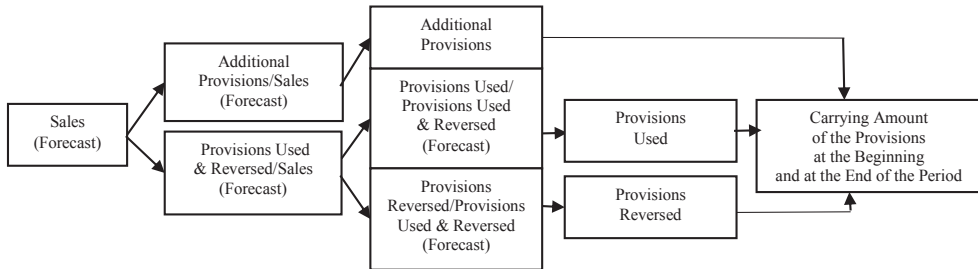 Sales
(Forecast)
Additional
Provisions/Sales
(Forecast)
Provisions Used
& Reversed/Sales
(Forecast)
Additional
Provisions
Provisions Used/
Provisions Used
& Reversed
(Forecast)
Provisions
Reversed/Provisions
Used & Reversed
(Forecast)
Provisions
Used
Provisions
Reversed
Carrying Amount
of the Provisions
at the Beginning
and at the End of the Period